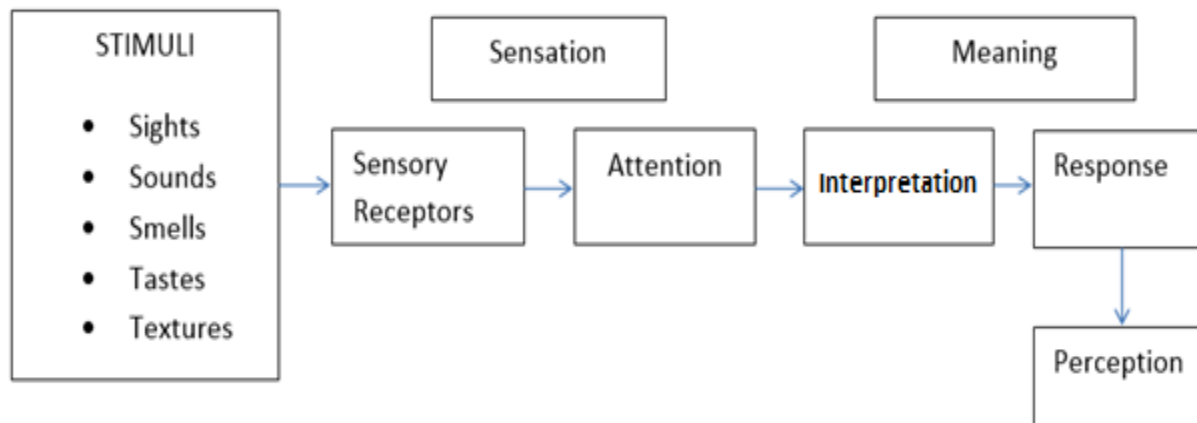 STIMULI
• Sights
• Sounds
• Smells
• Tastes
• Textures
Sensation
Meaning
Sensory
Receptors
Attention
Interpretation
Response
Perception